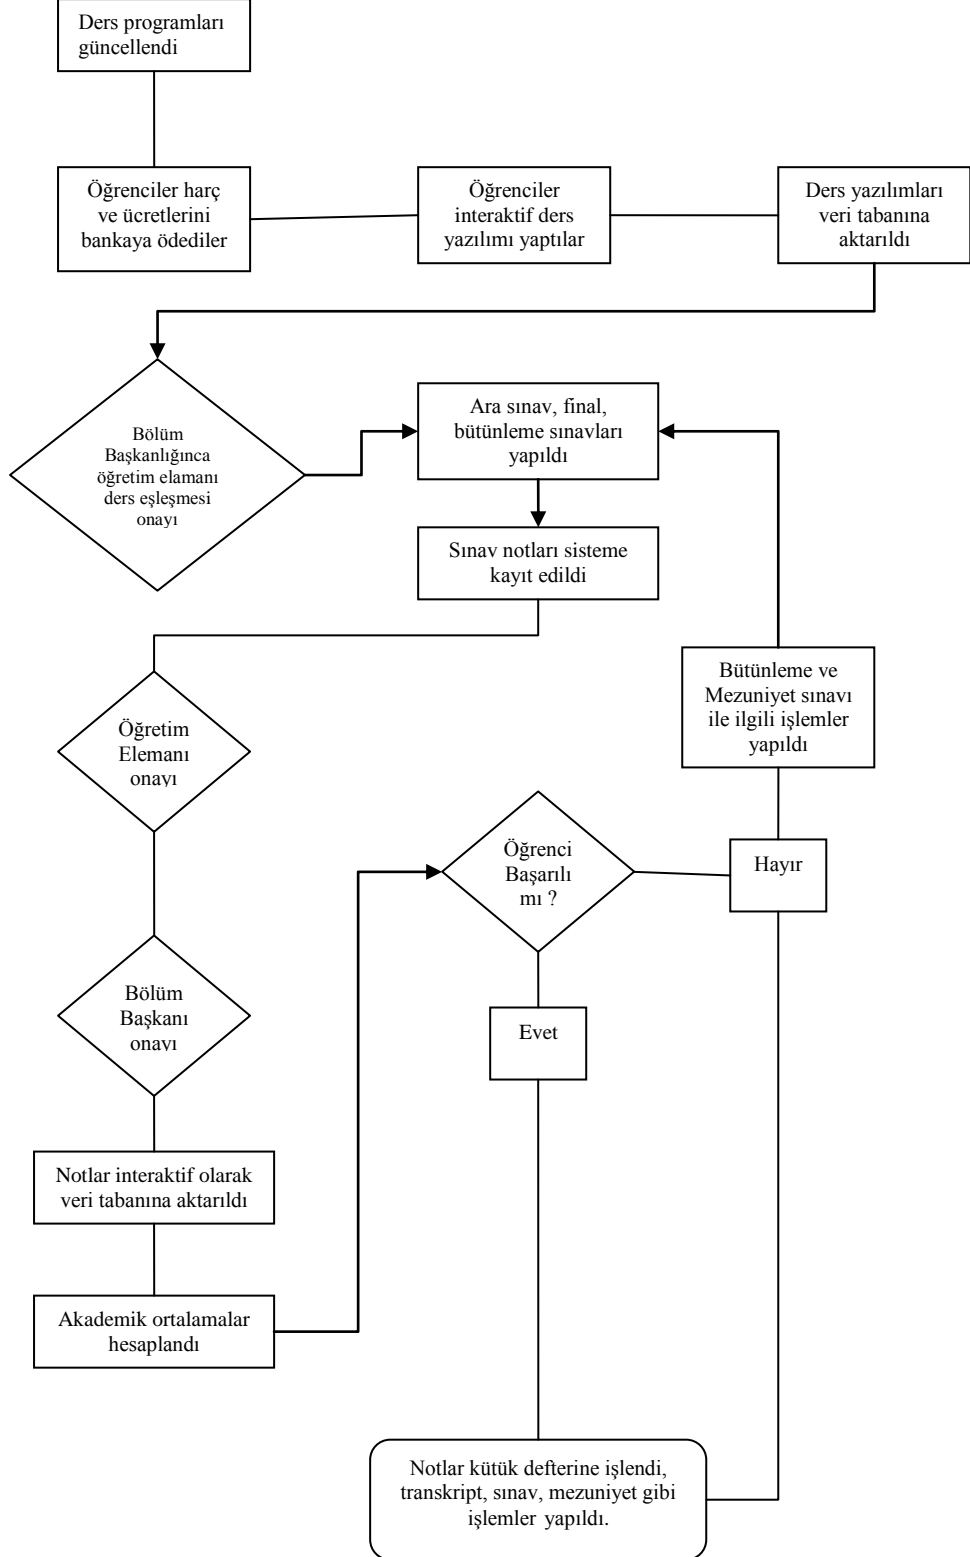 Ders programları
güncellendi
Öğrenciler harç
ve ücretlerini
bankaya ödediler
Öğrenciler
interaktif ders
yazılımı yaptılar
Ders yazılımları
veri tabanına
aktarıldı
Bölüm
Başkanlığınca
öğretim elamanı
ders eşleşmesi
onayı
Ara sınav, final,
bütünleme sınavları
yapıldı
Sınav notları sisteme
kayıt edildi
Bütünleme ve
Mezuniyet sınavı
ile ilgili işlemler
yapıldı
Öğretim
Elemanı
onayı
Öğrenci
Başarılı
mı ?
Hayır
Bölüm
Başkanı
onayı
Evet
Notlar interaktif olarak
veri tabanına aktarıldı
Akademik ortalamalar
hesaplandı
Notlar kütük defterine işlendi,
transkript, sınav, mezuniyet gibi
işlemler yapıldı.